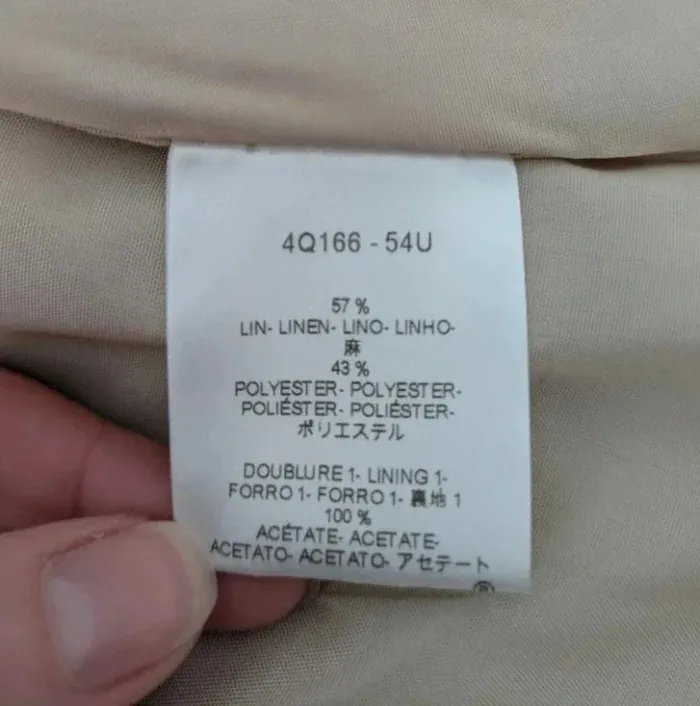 4Q166 - 54U
57 %
LIN- LINEN- LINO- LINHO-
麻
43 %
POLYESTER- POLYESTER-
POLIÉSTER- POLIÉSTER-
ポリエステル
DOUBLURE 1- LINING 1-
FORRO 1- FORRO 1- 裏地 1
100 %
ACÉTATE- ACETATE-
ACETATO- ACETATO- アセテート
®